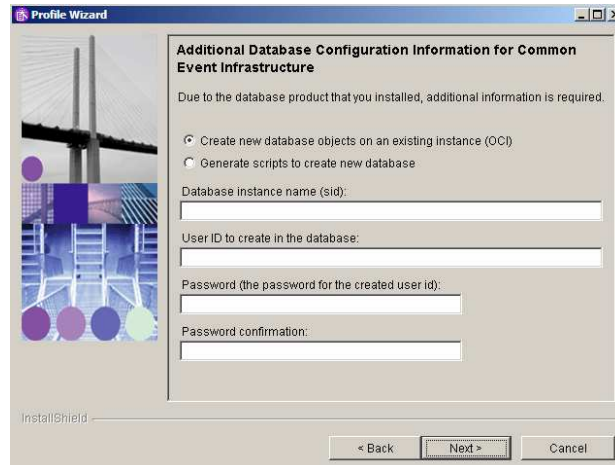 Profile Wizard
Additional Database Configuration Information for Common
Event Infrastructure
Due to the database product that you installed, additional information is required.
Create new database objects on an existing instance (OCI)
Generate scripts to create new database
Database instance name (sid):
User ID to create in the database:
Password (the password for the created user id):
Password confirmation:
InstallShield
< Back
Next >
Cancel